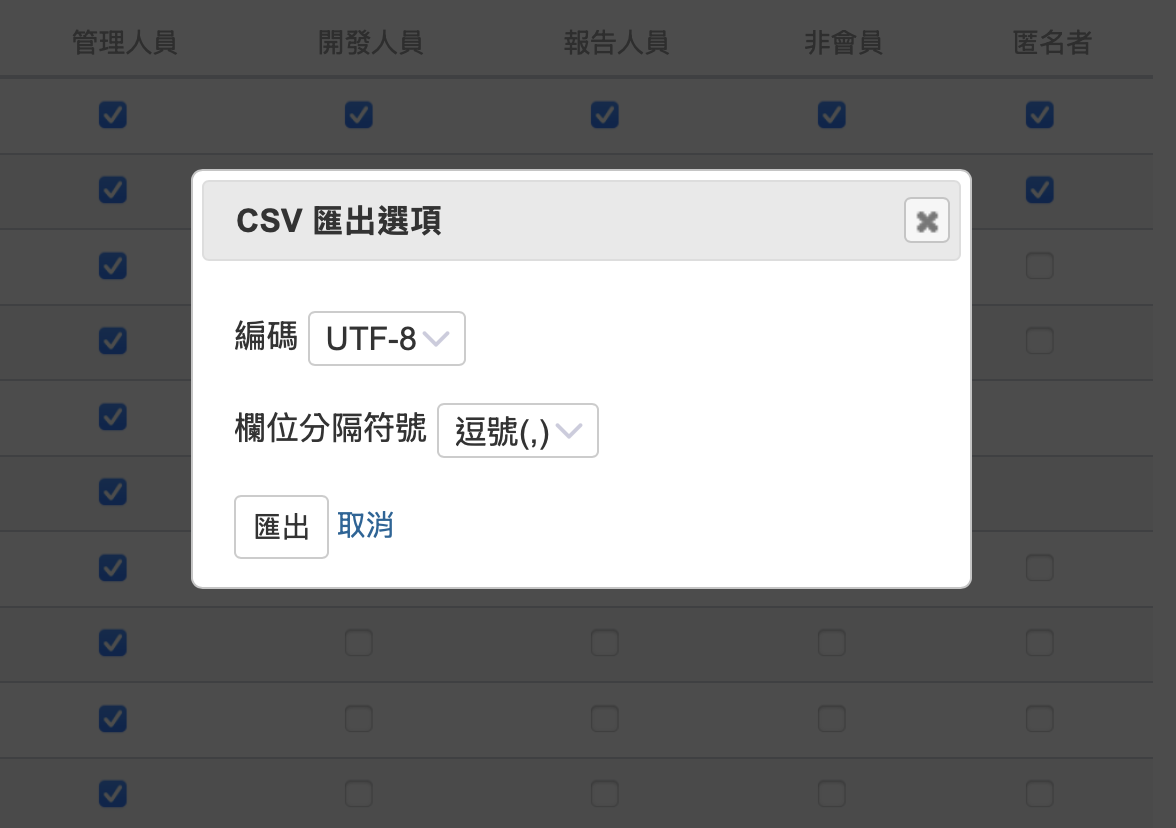 管理人員 開發人員 報告人員 非會員 匿名者
CSV 匯出選項
編碼 UTF-8
欄位分隔符號 逗號(,)
匯出 取消